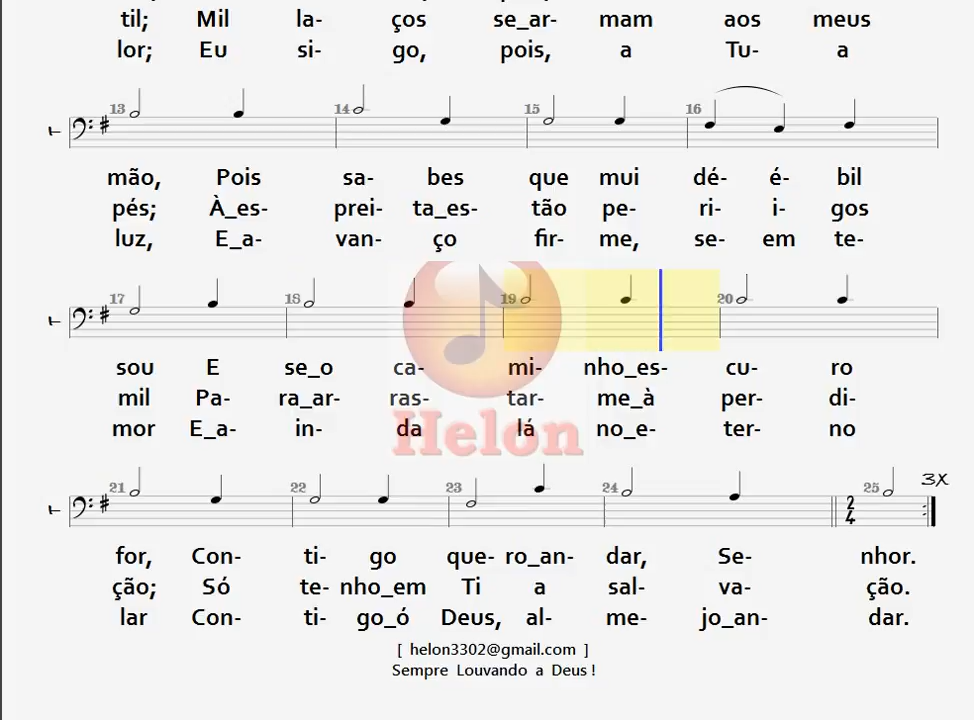 til; Mil la- ços se_ar- mam aos meus
lor; Eu si- go, pois, a Tu- a
13 14 15 16
T
mão, Pois sa- bes que mui dé- é- bil
pés; À_es- prei- ta_es- tão pe- ri- i- gos
luz, E_a- van- ço fir- me, se- em te-
17 18 19 20
T
sou E se_o ca- mi- nho_es- cu- ro
mil Pa- ra_ar- ras- tar- me_à per- di-
mor E_a- in- da lá no_e- ter- no
Helon
21 22 23 24 25 3X
T 2 4
for, Con- ti- go que- ro_an- dar, Se- nhor.
ção; Só te- nho_em Ti a sal- va- ção.
lar Con- ti- go_ó Deus, al- me- jo_an- dar.
[ helon3302@gmail.com ]
Sempre Louvando a Deus !